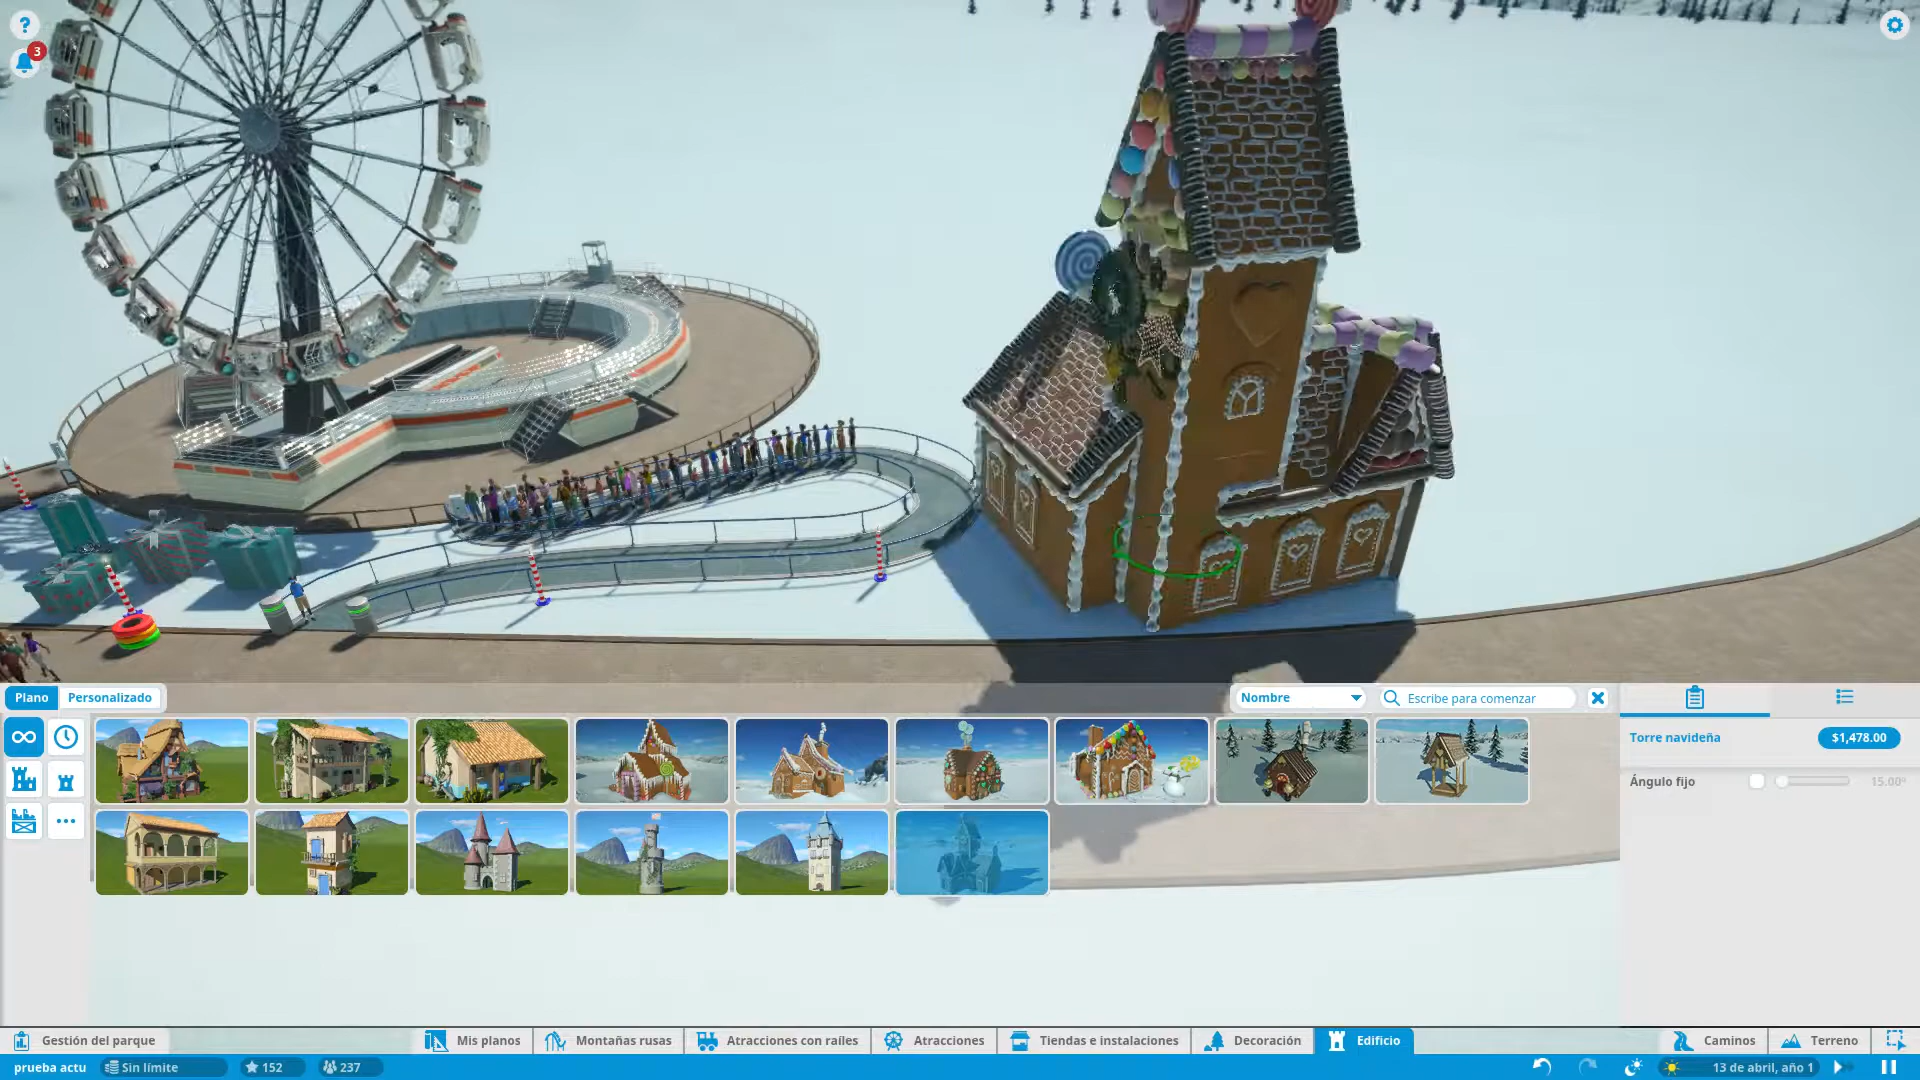 ?
3
Plano
Personalizado
Nombre
Escribe para comenzar
Torre navideña
$1,478.00
Ángulo fijo
15.00º
Gestión del parque
Mis planos
Montañas rusas
Atracciones con raíles
Atracciones
Tiendas e instalaciones
Decoración
Edificio
Caminos
Terreno
prueba actu
Sin límite
152
237
13 de abril, año 1